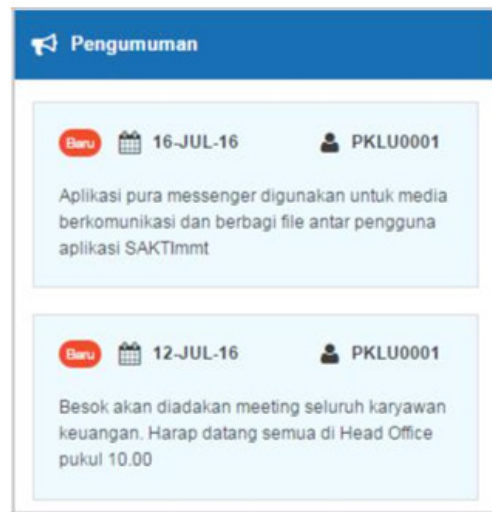 Pengumuman
Baru 16-JUL-16 PKLU0001
Aplikasi pura messenger digunakan untuk media
berkomunikasi dan berbagi file antar pengguna
aplikasi SAKTImmt
Baru 12-JUL-16 PKLU0001
Besok akan diadakan meeting seluruh karyawan
keuangan. Harap datang semua di Head Office
pukul 10.00